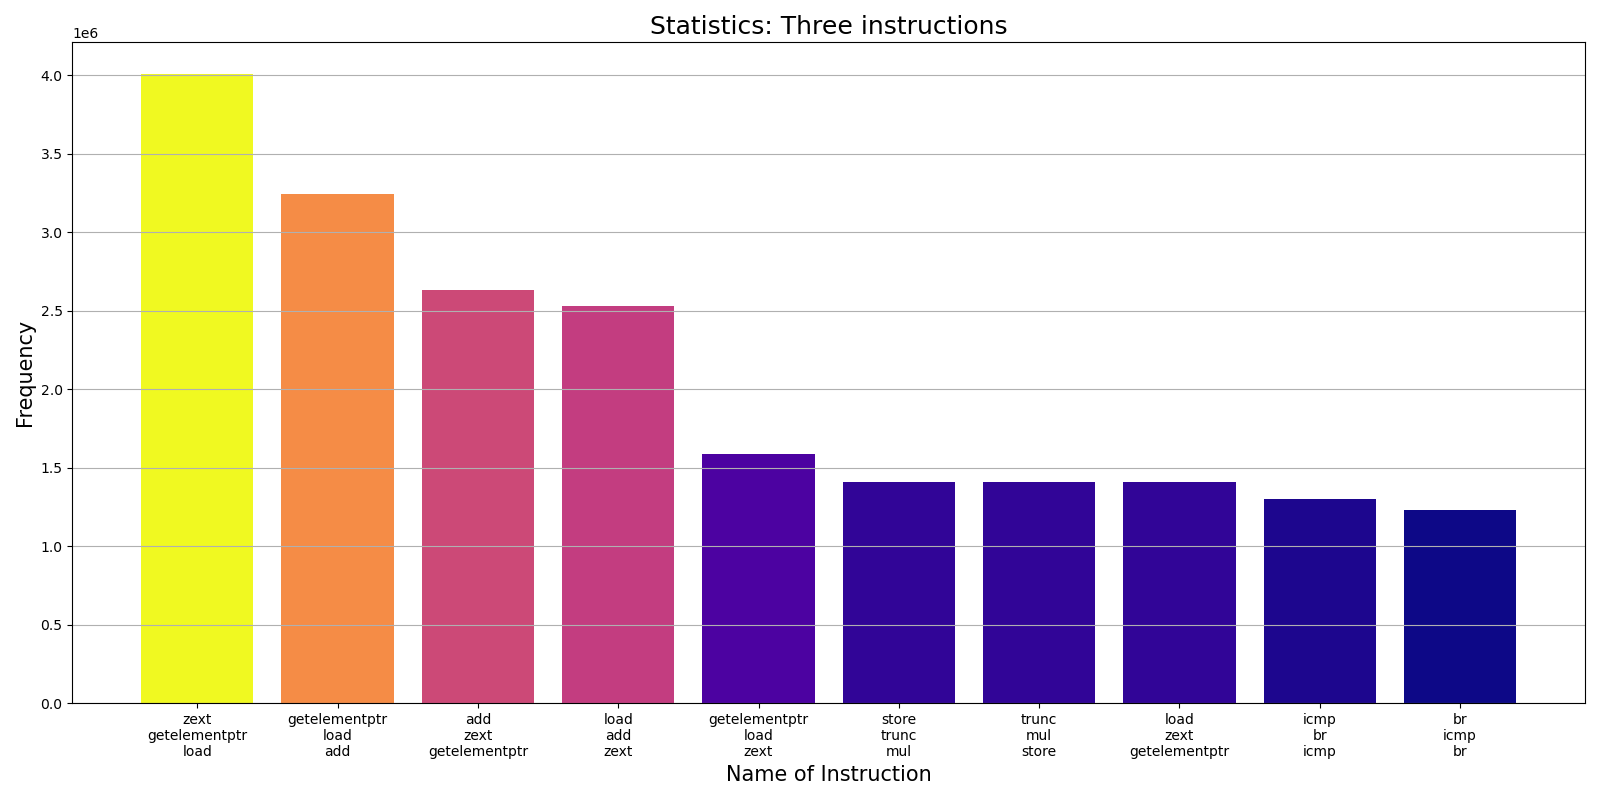 Statistics: Three instructions
1e6
4.0
3.5
3.0
2.5
2.0
1.5
1.0
0.5
0.0
Frequency
zext
getelementptr
load
getelementptr
load
add
add
zext
getelementptr
load
add
zext
getelementptr
load
zext
store
trunc
mul
trunc
mul
store
load
zext
getelementptr
icmp
br
icmp
br
icmp
br
Name of Instruction